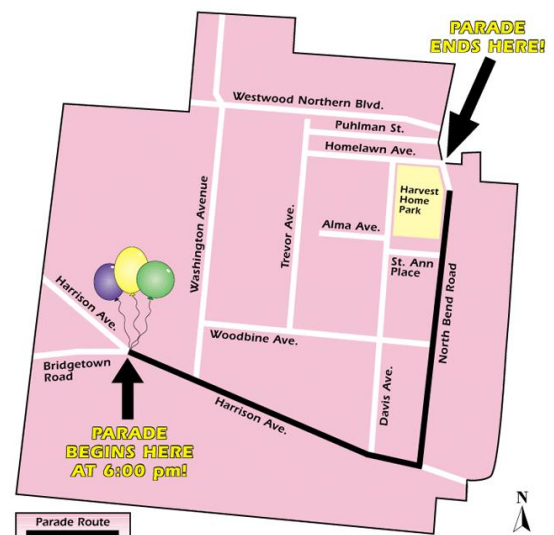 PARADE
ENDS HERE!
Westwood Northern Blvd.
Puhlman St.
Homelawn Ave.
Harvest
Home
Park
Washington Avenue
Trevor Ave.
Alma Ave.
St. Ann
Place
North Bend Road
Harrison Ave.
Woodbine Ave.
Bridgetown
Road
Harrison Ave.
Davis Ave.
PARADE
BEGINS HERE
AT 6:00 pm!
N
Parade Route